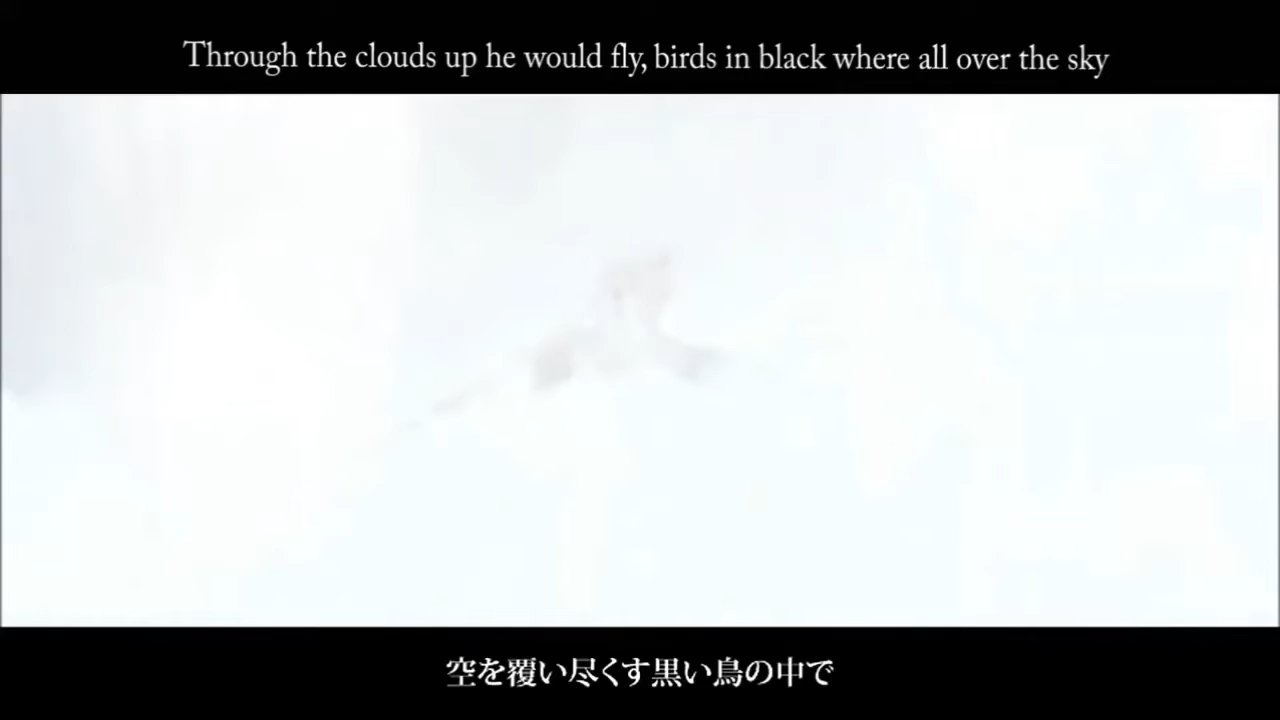 Through the clouds up he would fly, birds in black where all over the sky
空を覆い尽くす黒い鳥の中で